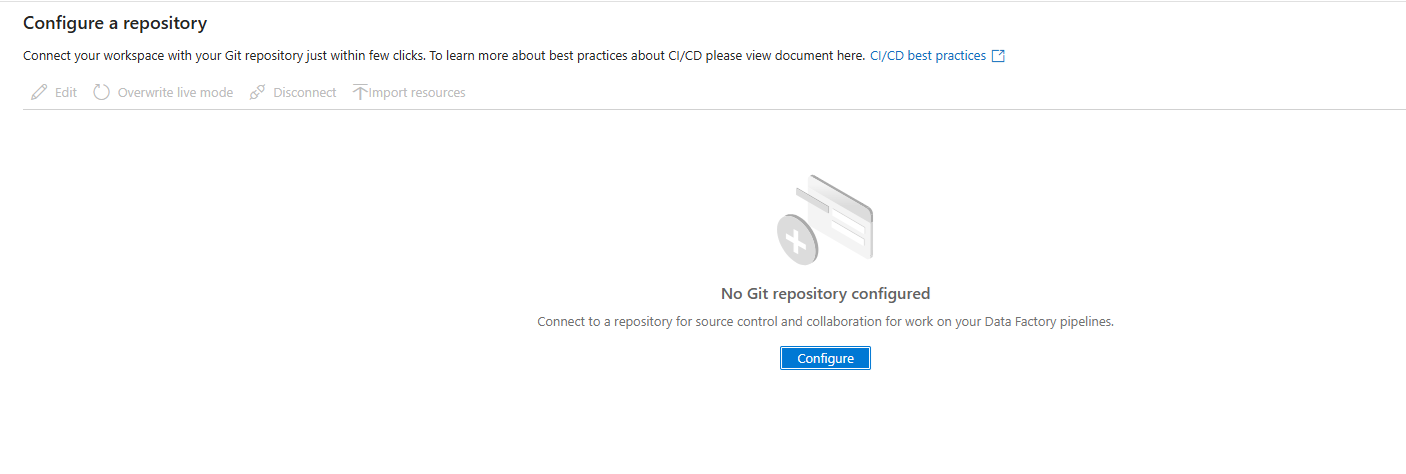 Configure a repository
Connect your workspace with your Git repository just within few clicks. To learn more about best practices about CI/CD please view document here. CI/CD best practices
Edit Overwrite live mode Disconnect Import resources
No Git repository configured
Connect to a repository for source control and collaboration for work on your Data Factory pipelines.
Configure